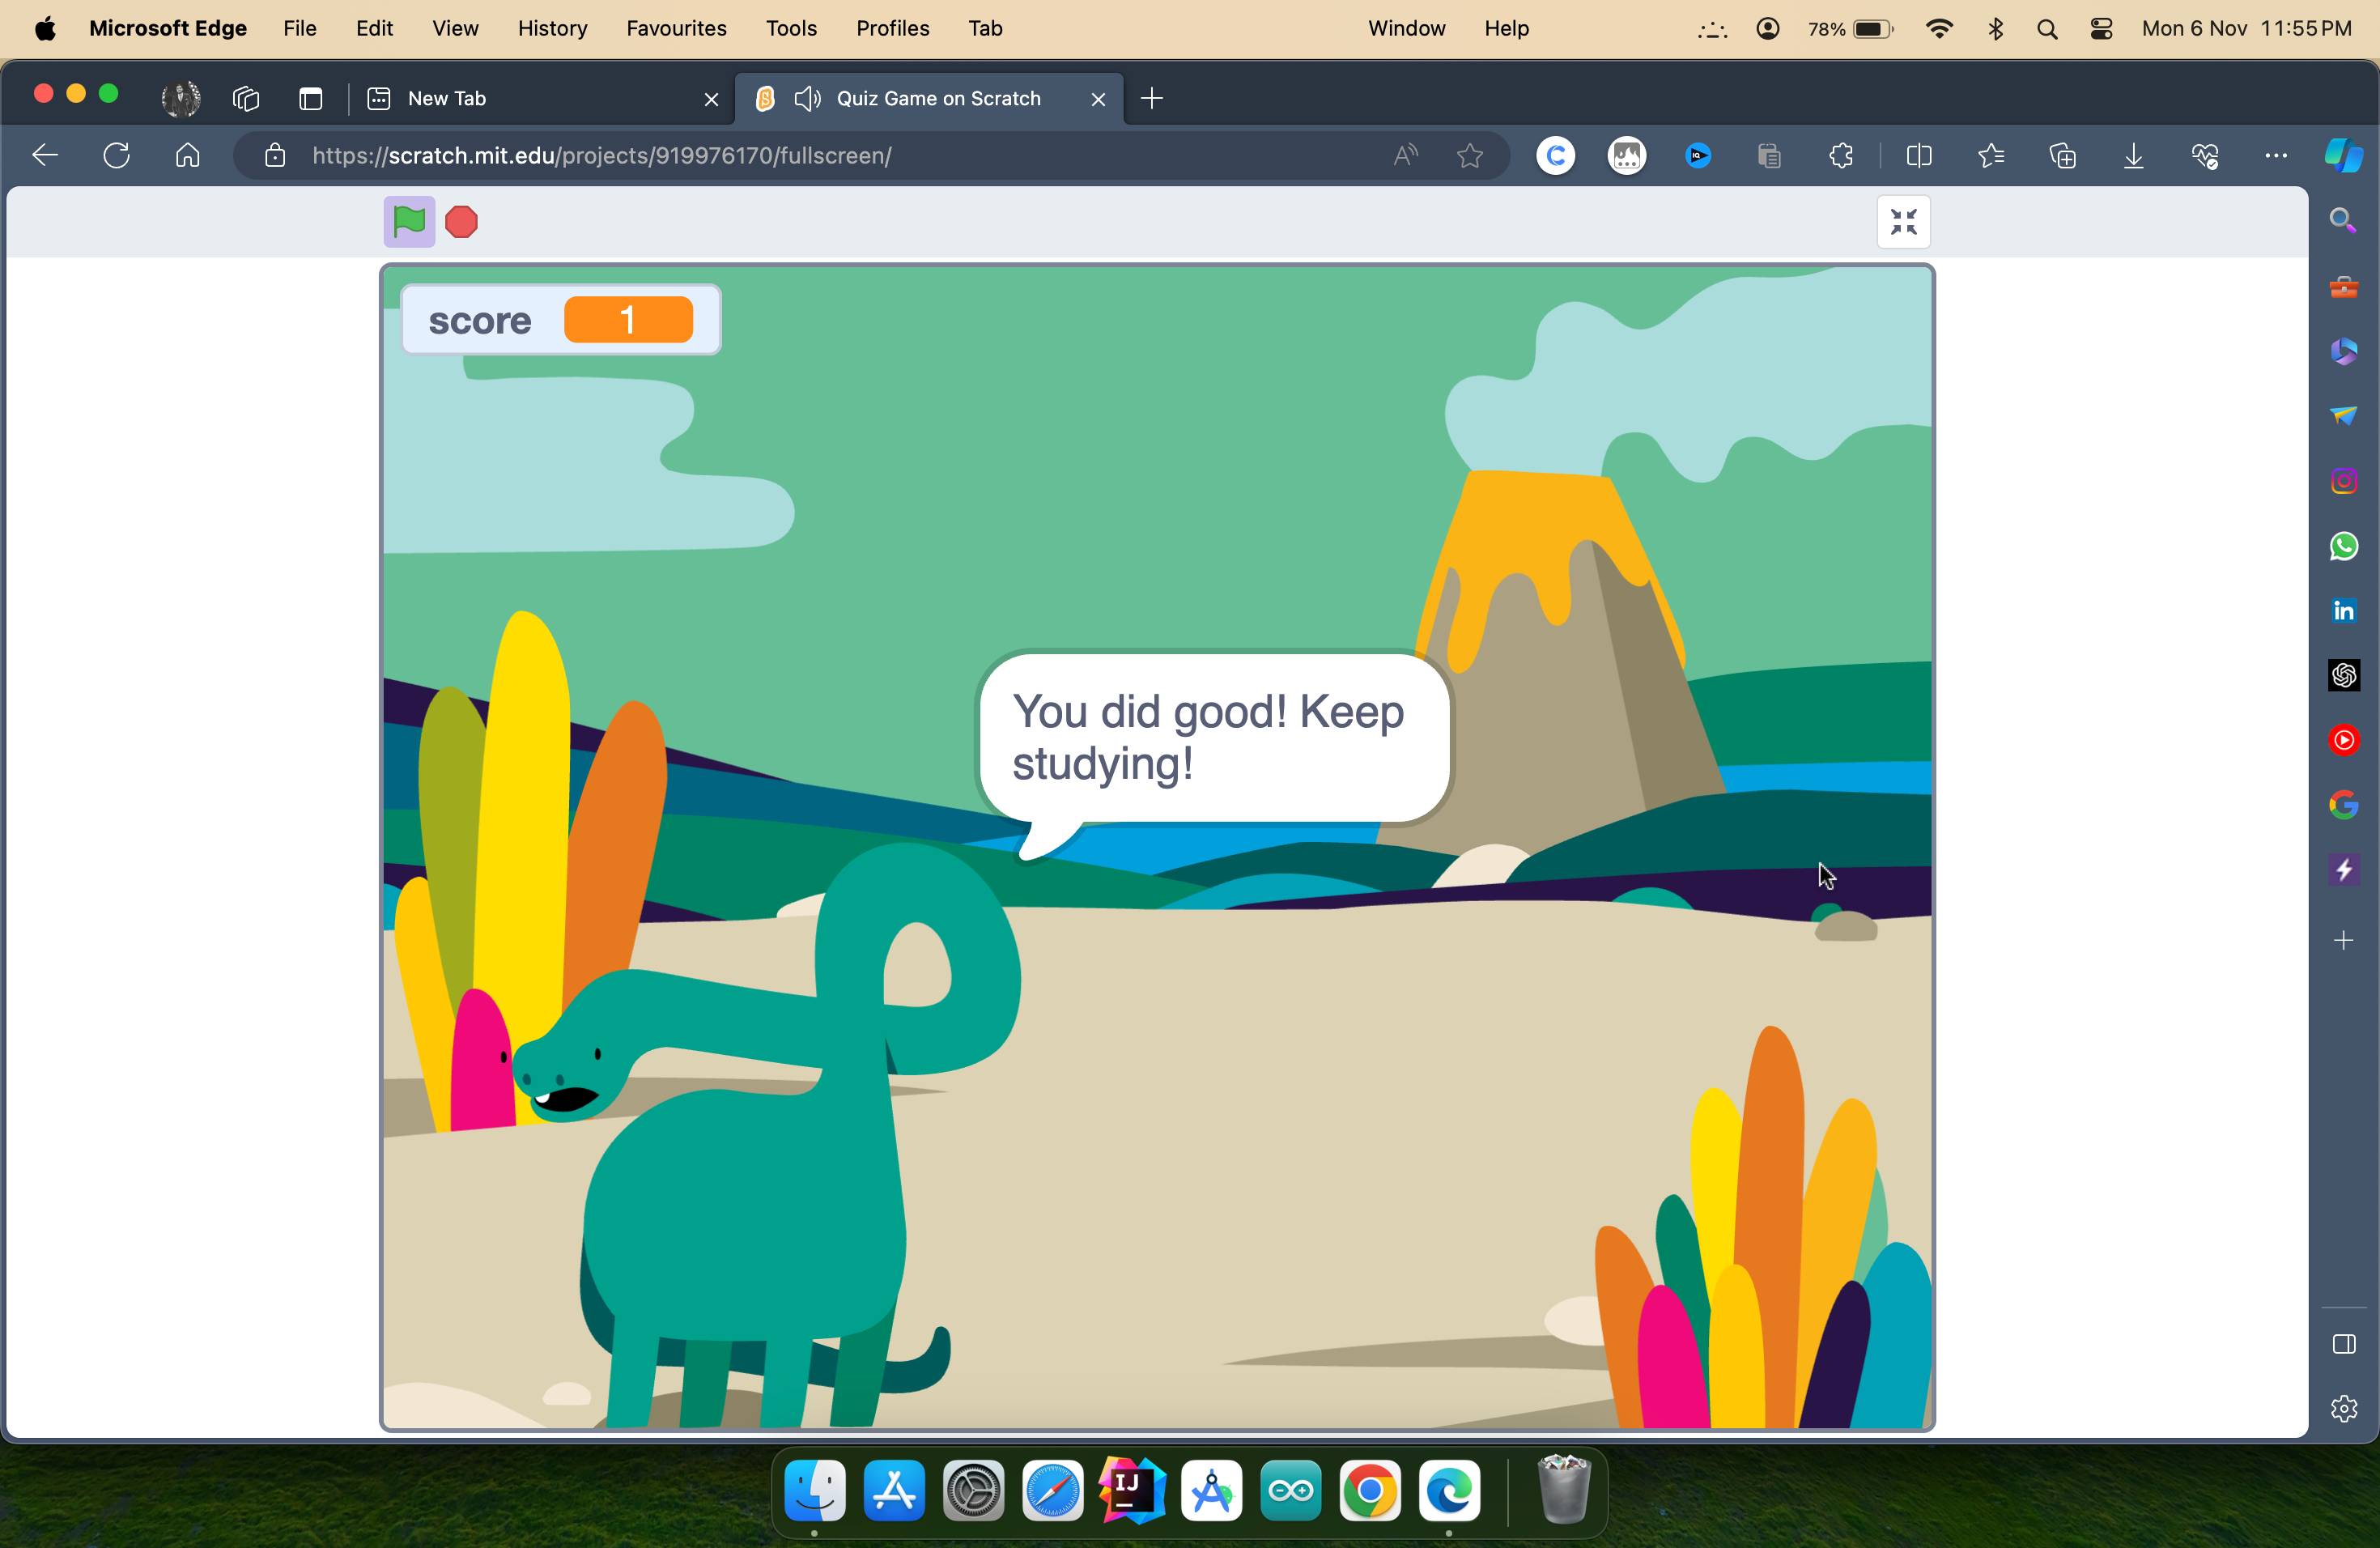 Microsoft Edge File Edit View History Favourites Tools Profiles Tab Window Help 78% Mon 6 Nov 11:55 PM
New Tab Quiz Game on Scratch
https://scratch.mit.edu/projects/919976170/fullscreen/
score 1
You did good! Keep
studying!
in
IJ